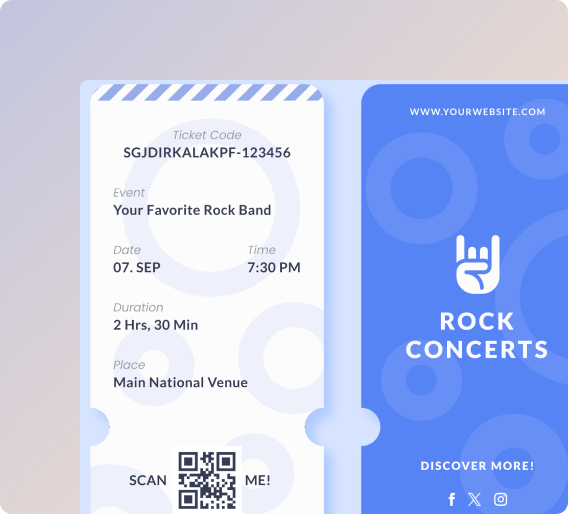 Ticket Code
SGJDIRKALAKPF-123456
Event
Your Favorite Rock Band
Date
Time
07. SEP
7:30 PM
Duration
2 Hrs, 30 Min
Place
Main National Venue
SCAN
ME!
WWW.YOURWEBSITE.COM
ROCK
CONCERTS
DISCOVER MORE!